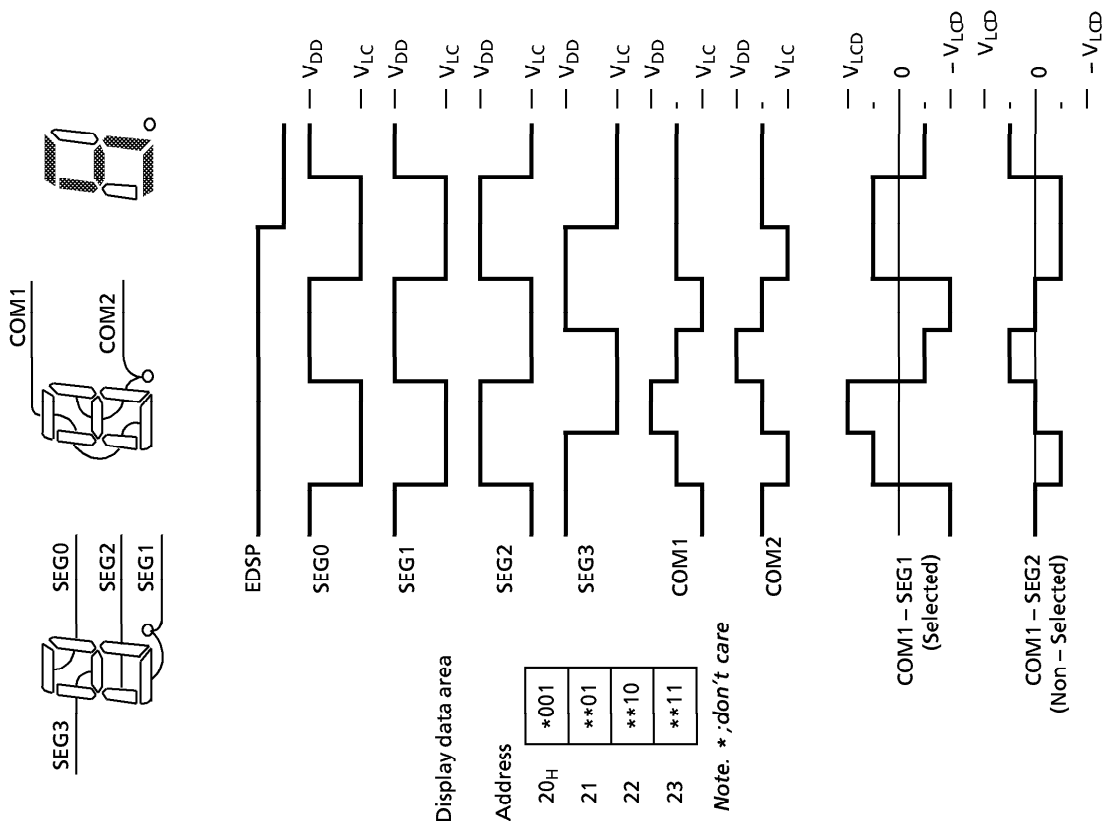 SEG3
SEG0
SEG2
SEG1
COM1
COM2
Display data area
Address
20H *001
21 **01
22 **10
23 **11
Note. * ;don't care
EDSP
SEG0
VDD
VLC
SEG1
VDD
VLC
SEG2
VDD
VLC
SEG3
VDD
VLC
COM1
VDD
VLC
COM2
VDD
VLC
COM1 – SEG1
(Selected)
VLCD
0
– VLCD
COM1 – SEG2
(Non – Selected)
VLCD
0
– VLCD